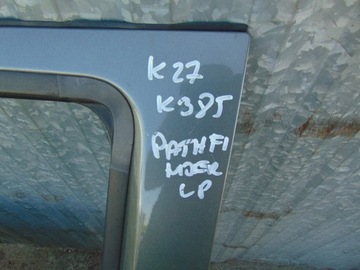 K27
K385
PATHFI
NDER
LP